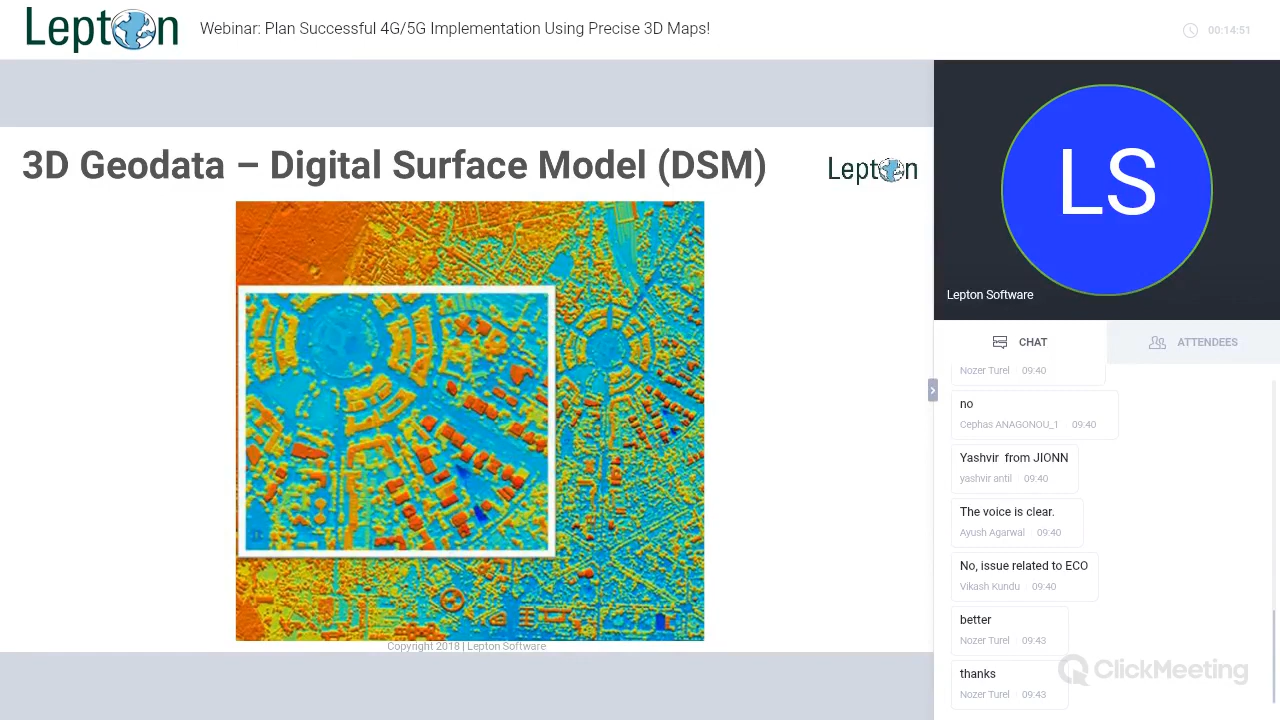 Lepton
Webinar: Plan Successful 4G/5G Implementation Using Precise 3D Maps!
00:14:51
3D Geodata – Digital Surface Model (DSM)
Lepton
Copyright 2018 | Lepton Software
LS
Lepton Software
CHAT
ATTENDEES
Nozer Turel 09:40
no
Cephas ANAGONOU_1 09:40
Yashvir  from JIONN
yashvir antil 09:40
The voice is clear.
Ayush Agarwal 09:40
No, issue related to ECO
Vikash Kundu 09:40
better
Nozer Turel 09:43
thanks
Nozer Turel 09:43
ClickMeeting